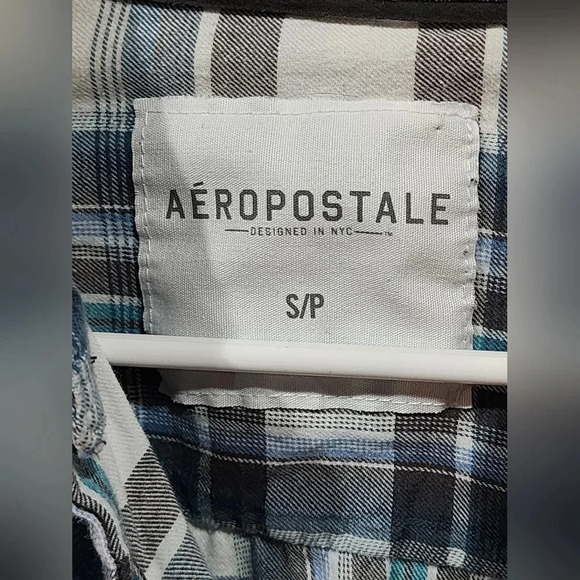 AÉROPOSTALE
DESIGNED IN NYC ™
S/P